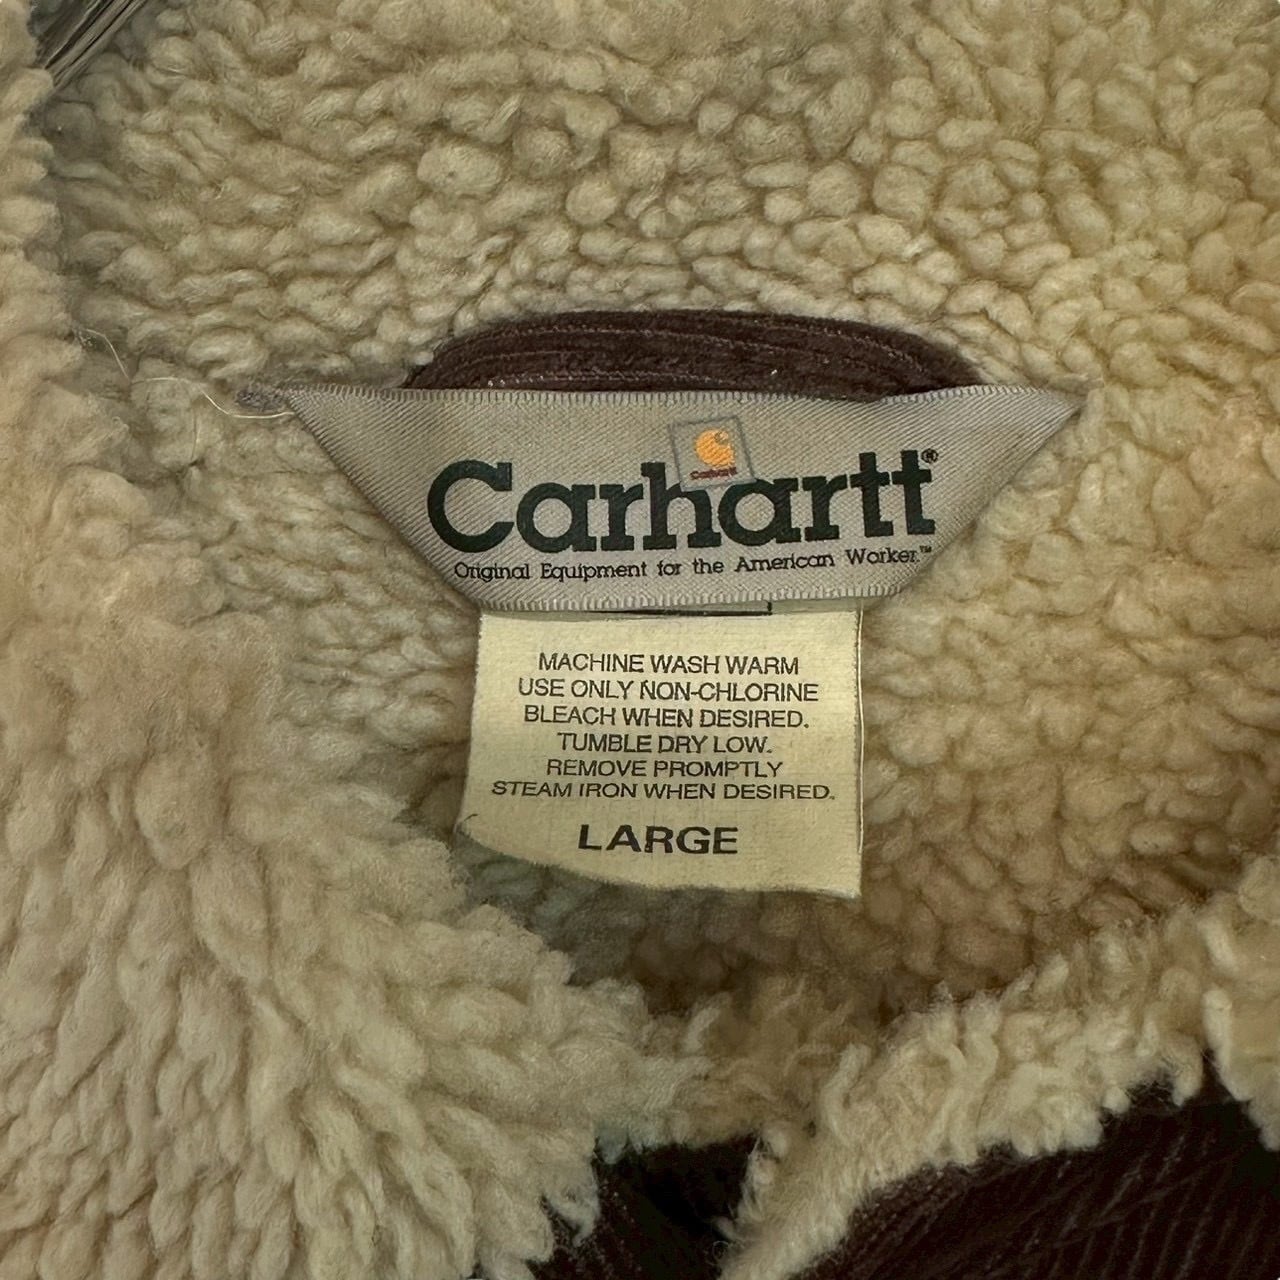 Carhartt
Carhartt®
Original Equipment for the American Worker.™
MACHINE WASH WARM
USE ONLY NON-CHLORINE
BLEACH WHEN DESIRED.
TUMBLE DRY LOW.
REMOVE PROMPTLY
STEAM IRON WHEN DESIRED.
LARGE